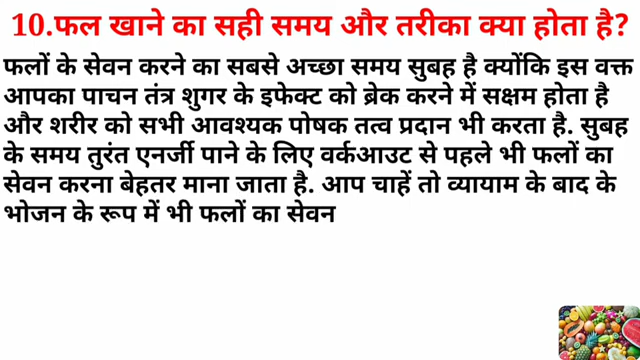 10.फल खाने का सही समय और तरीका क्या होता है?
फलों के सेवन करने का सबसे अच्छा समय सुबह है क्योंकि इस वक्त
आपका पाचन तंत्र शुगर के इफेक्ट को ब्रेक करने में सक्षम होता है
और शरीर को सभी आवश्यक पोषक तत्व प्रदान भी करता है. सुबह
के समय तुरंत एनर्जी पाने के लिए वर्कआउट से पहले भी फलों का
सेवन करना बेहतर माना जाता है. आप चाहें तो व्यायाम के बाद के
भोजन के रूप में भी फलों का सेवन